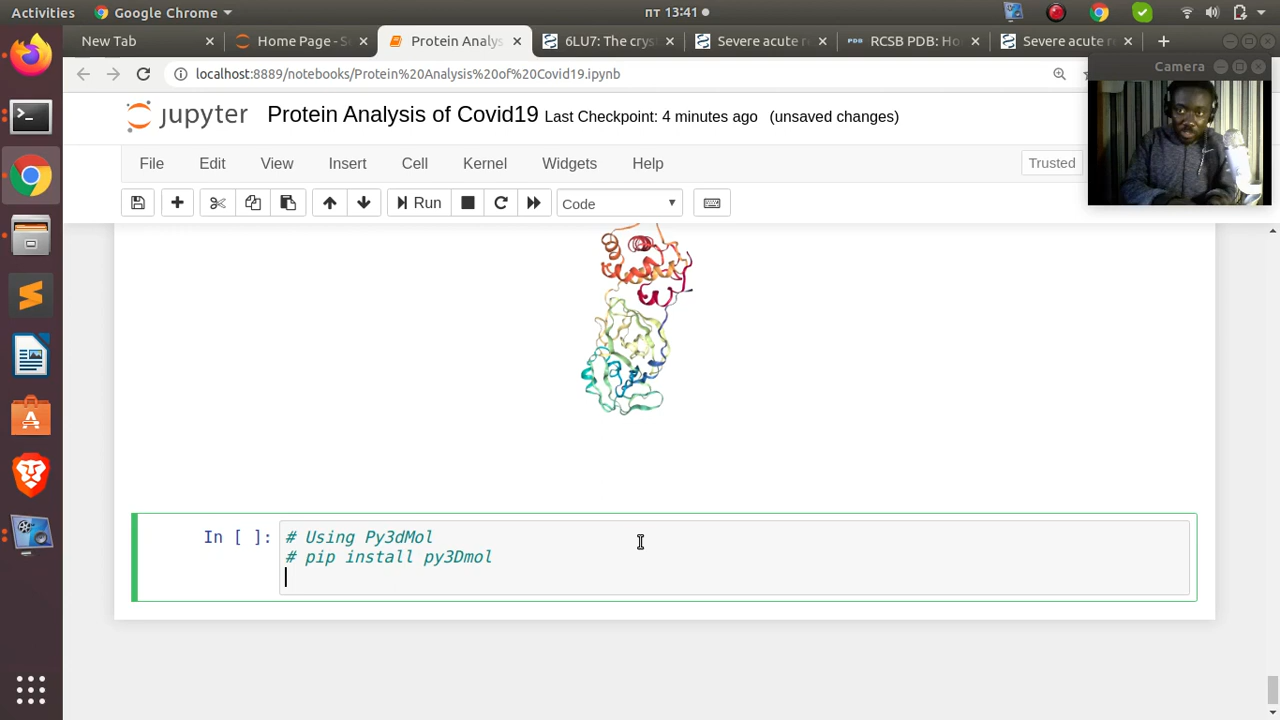 Activities
Google Chrome
пт 13:41
New Tab
Home Page - S
Protein Analys
6LU7: The crys
Severe acute r
PDB
RCSB PDB: Ho
Severe acute r
localhost:8889/notebooks/Protein%20Analysis%20of%20Covid19.ipynb
Camera
jupyter
Protein Analysis of Covid19
Last Checkpoint: 4 minutes ago
(unsaved changes)
File
Edit
View
Insert
Cell
Kernel
Widgets
Help
Trusted
Run
Code
In [ ]:
# Using Py3dMol
# pip install py3Dmol